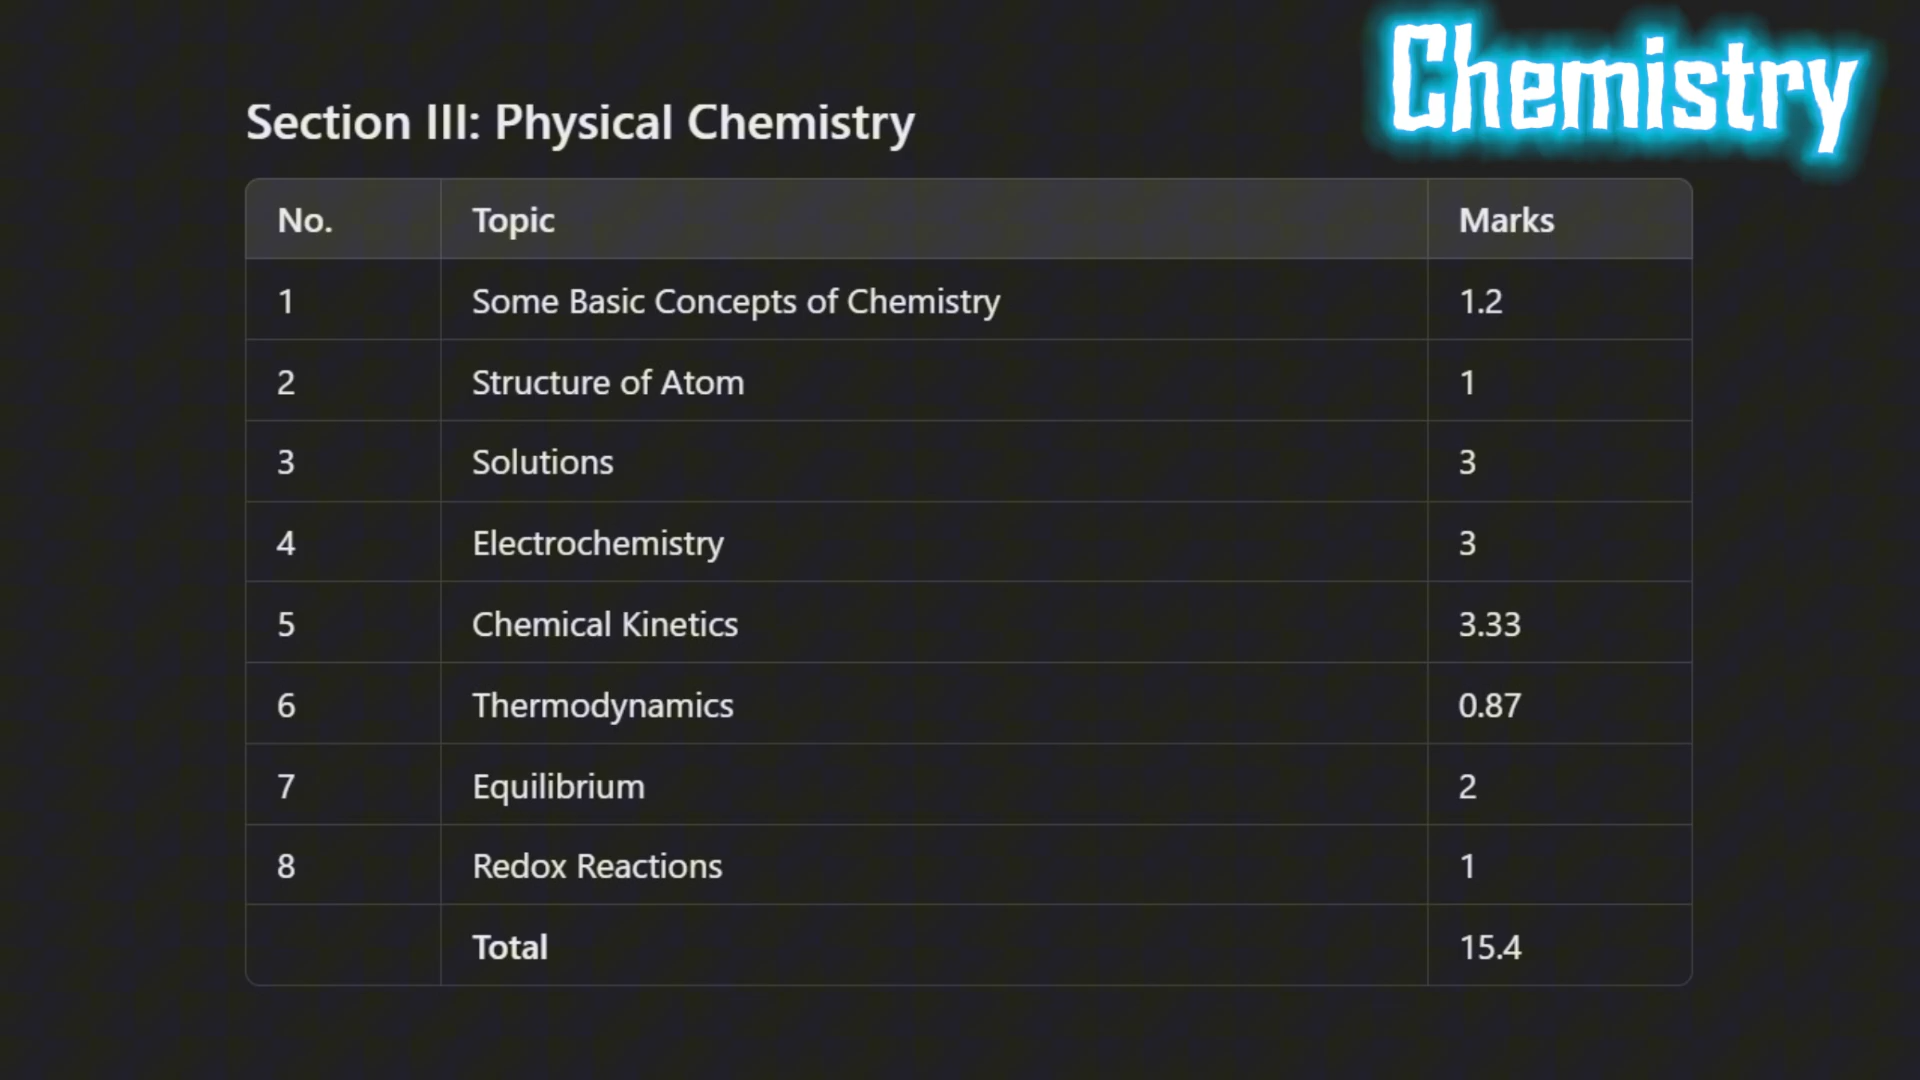 Chemistry
Section III: Physical Chemistry
No. Topic Marks
1 Some Basic Concepts of Chemistry 1.2
2 Structure of Atom 1
3 Solutions 3
4 Electrochemistry 3
5 Chemical Kinetics 3.33
6 Thermodynamics 0.87
7 Equilibrium 2
8 Redox Reactions 1
Total 15.4